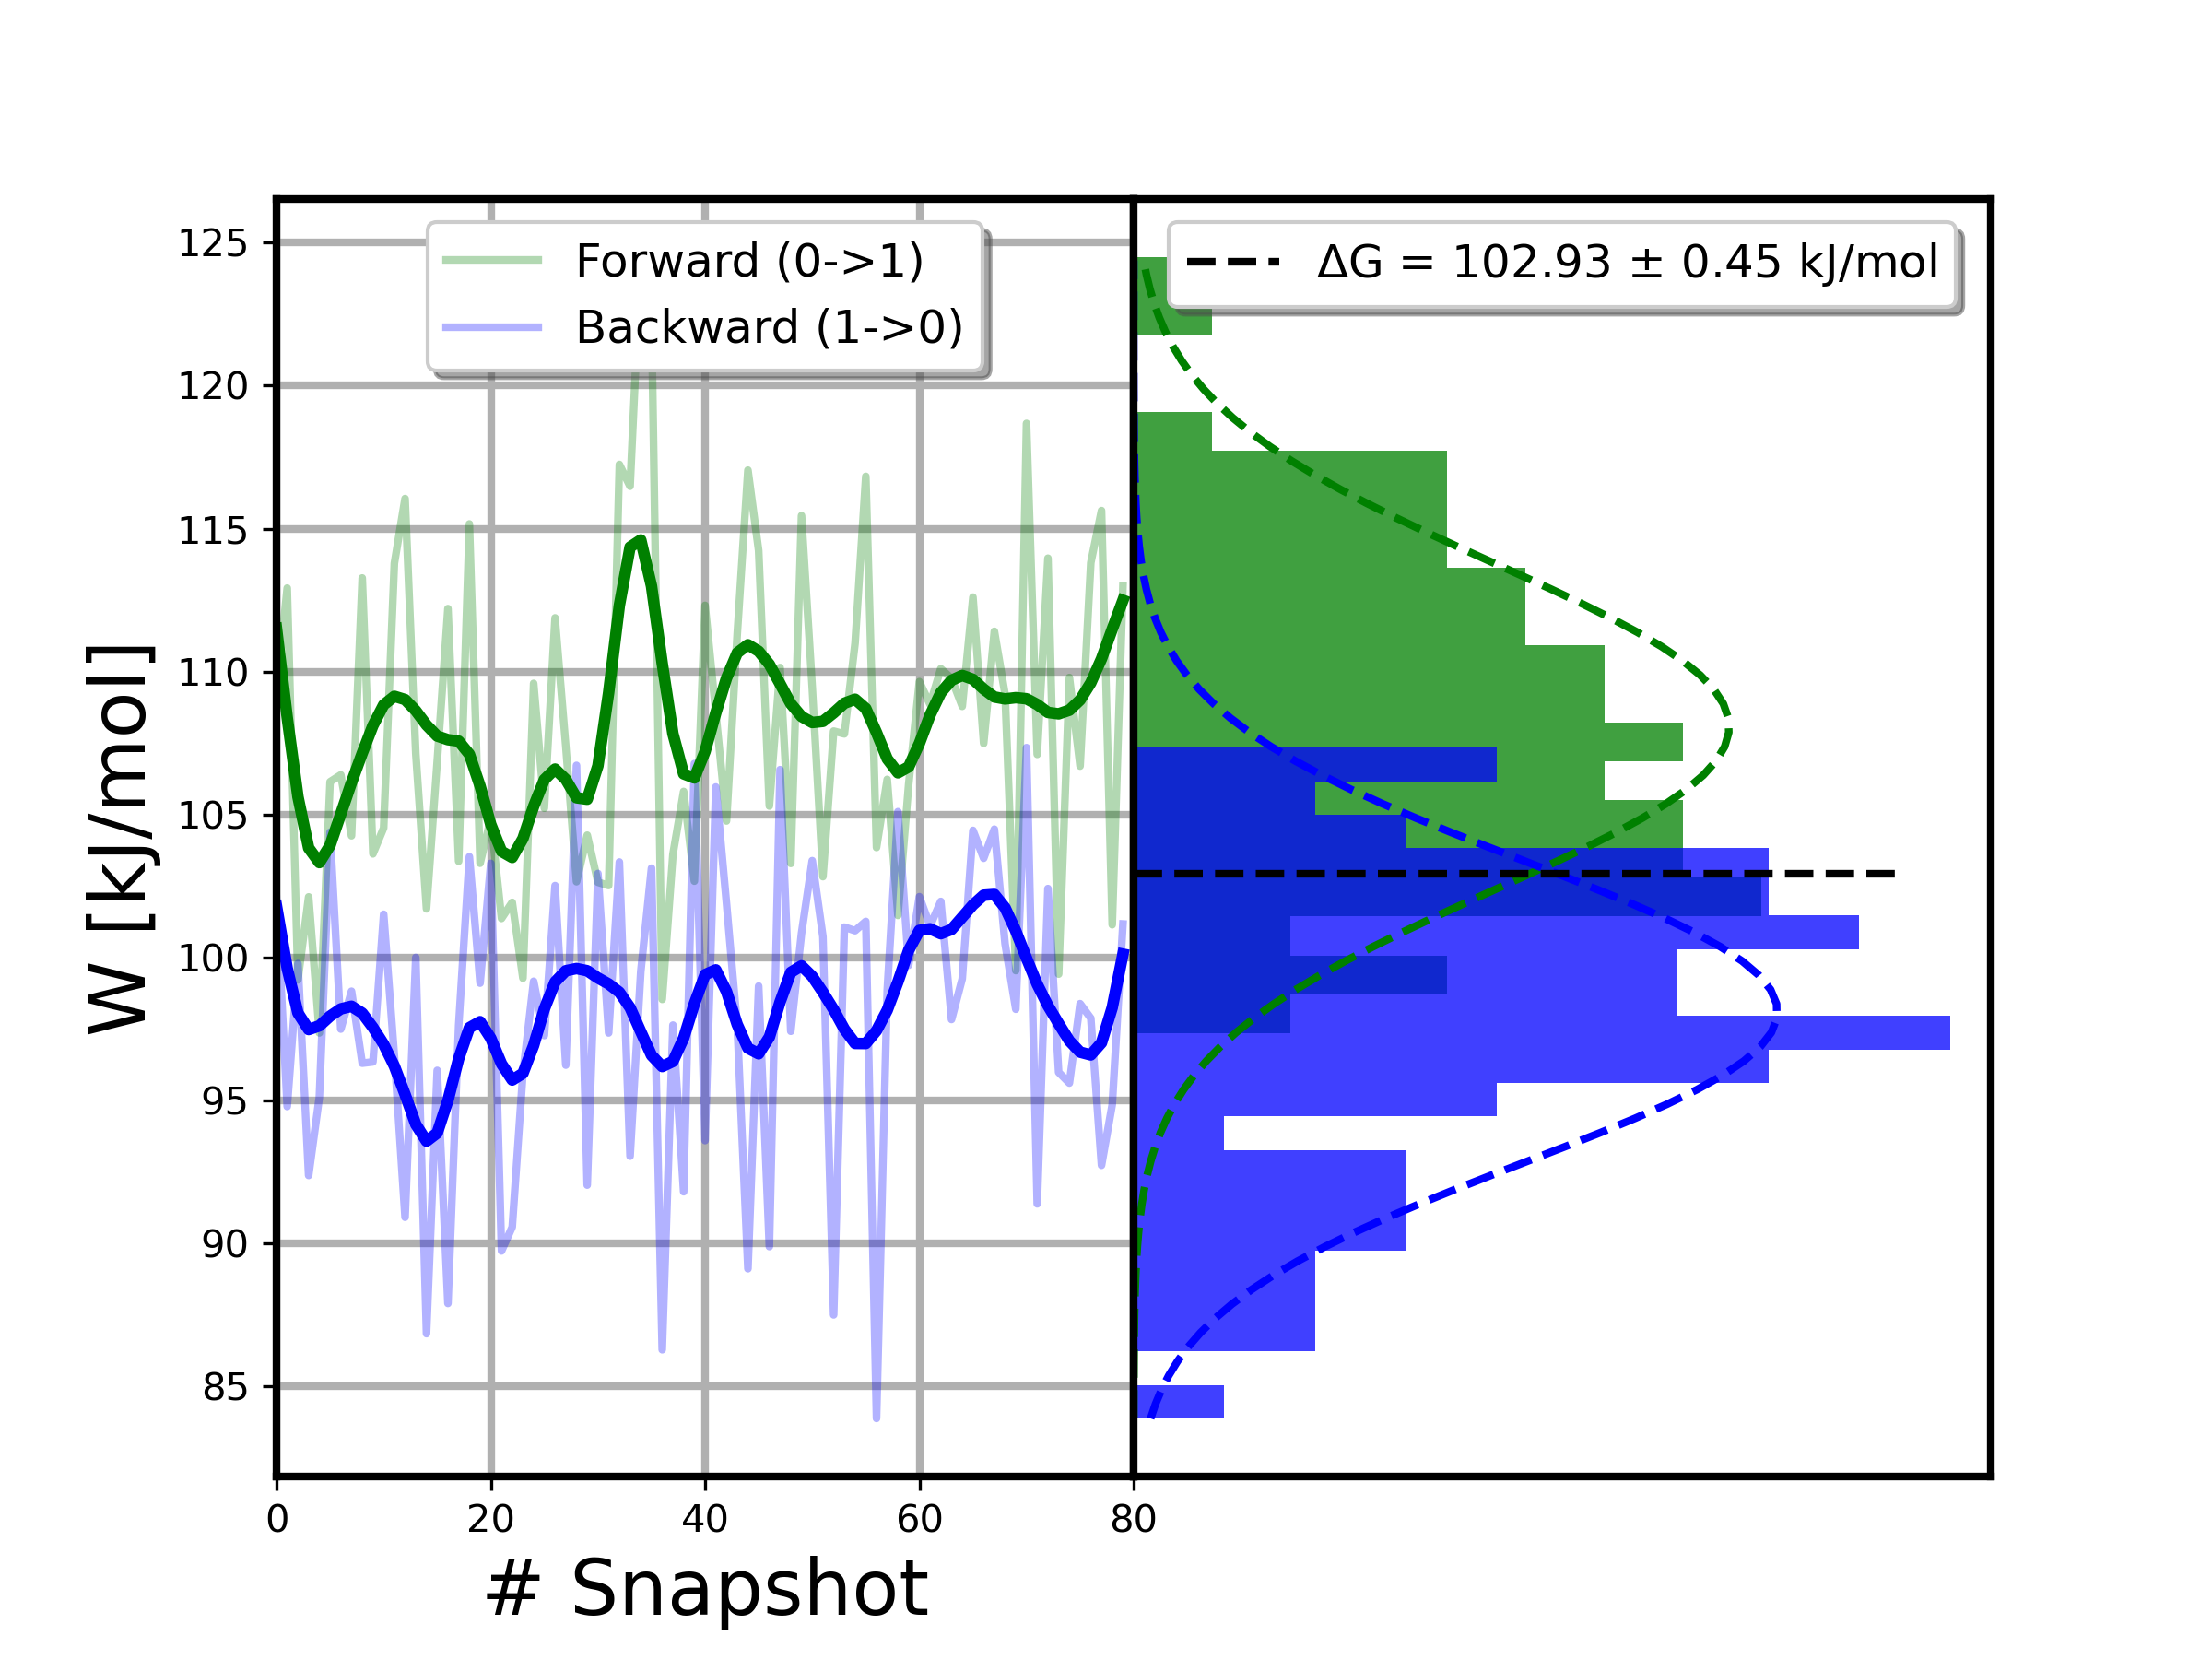 Forward (0->1)
Backward (1->0)
ΔG = 102.93 ± 0.45 kJ/mol
125
120
115
110
105
100
95
90
85
W [kJ/mol]
0
20
40
60
80
# Snapshot